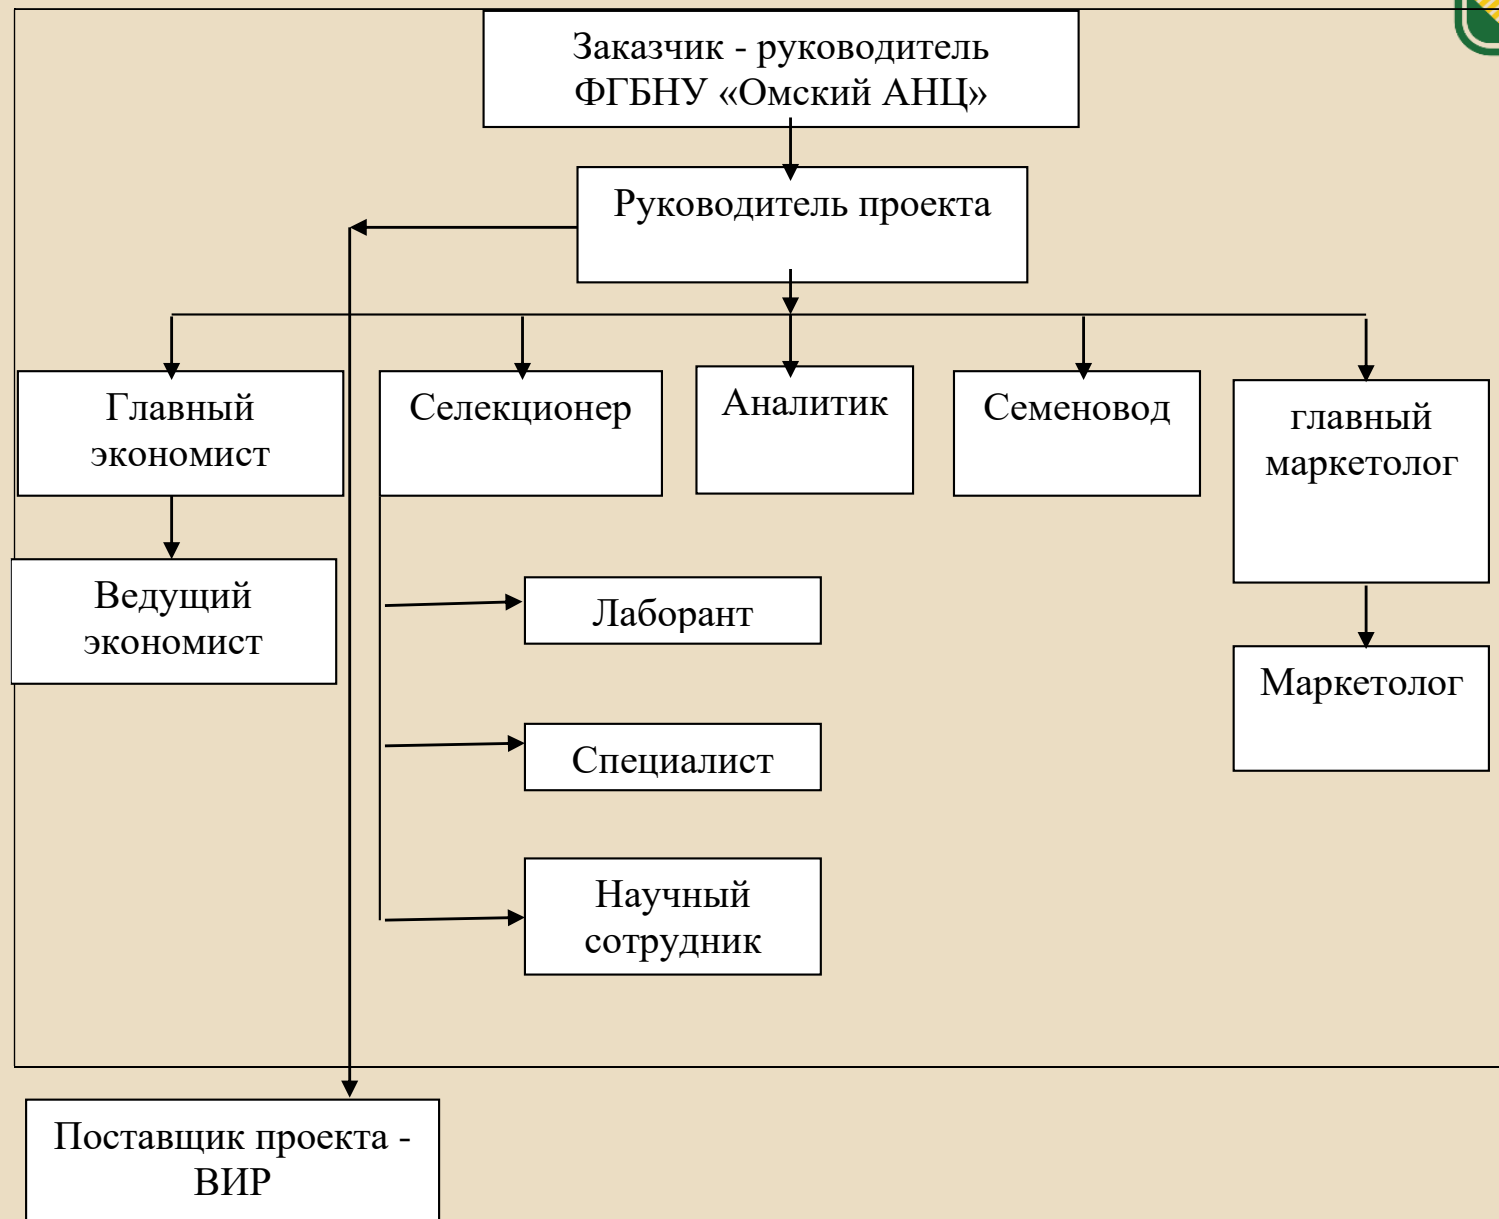 Заказчик - руководитель
ФГБНУ «Омский АНЦ»
Руководитель проекта
Главный
экономист
Селекционер
Аналитик
Семеновод
главный
маркетолог
Ведущий
экономист
Лаборант
Маркетолог
Специалист
Научный
сотрудник
Поставщик проекта -
ВИР